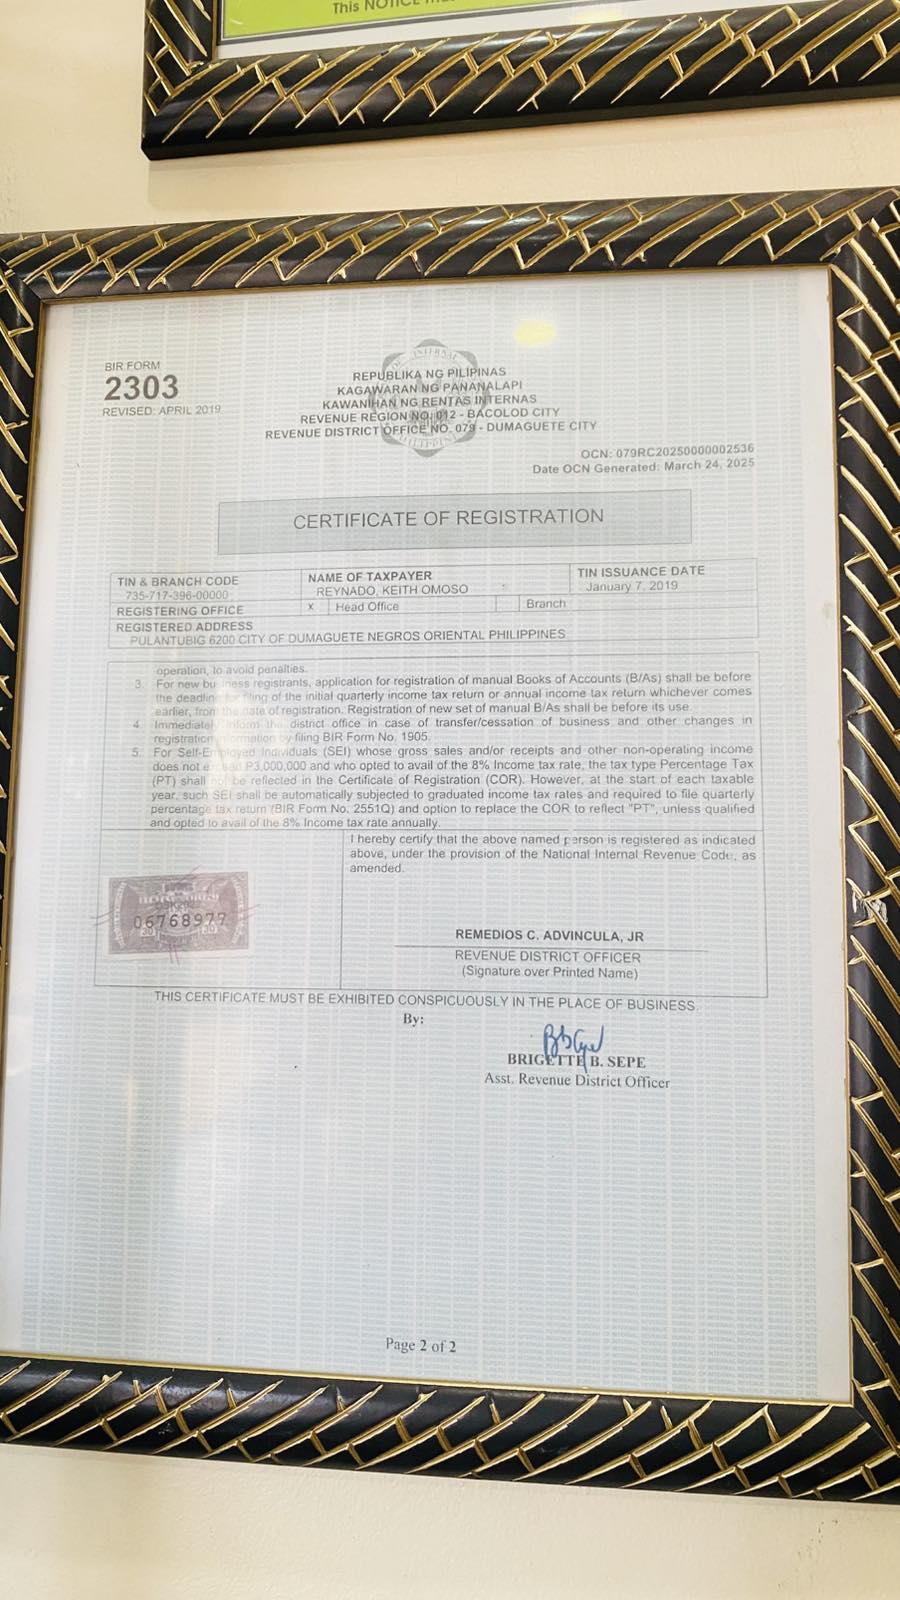 This NOTICE
BIR FORM
2303
REVISED: APRIL 2019
REPUBLIKA NG PILIPINAS
KAGAWARAN NG PANANALAPI
KAWANIHAN NG RENTAS INTERNAS
REVENUE REGION NO. 012 - BACOLOD CITY
REVENUE DISTRICT OFFICE NO. 079 - DUMAGUETE CITY
OCN: 079RC20250000002536
Date OCN Generated: March 24, 2025
CERTIFICATE OF REGISTRATION
TIN & BRANCH CODE
735-717-396-00000
NAME OF TAXPAYER
REYNADO, KEITH OMOSO
TIN ISSUANCE DATE
January 7, 2019
REGISTERING OFFICE x Head Office Branch
REGISTERED ADDRESS
PULANTUBIG 6200 CITY OF DUMAGUETE NEGROS ORIENTAL PHILIPPINES
operation, to avoid penalties.
3. For new business registrants, application for registration of manual Books of Accounts (B/As) shall be before
the deadline for filing of the initial quarterly income tax return or annual income tax return whichever comes
earlier, from the date of registration. Registration of new set of manual B/As shall be before its use.
4. Immediately inform the district office in case of transfer/cessation of business and other changes in
registration information by filing BIR Form No. 1905.
5. For Self-Employed Individuals (SEI) whose gross sales and/or receipts and other non-operating income
does not exceed P3,000,000 and who opted to avail of the 8% Income tax rate, the tax type Percentage Tax
(PT) shall not be reflected in the Certificate of Registration (COR). However, at the start of each taxable
year, such SEI shall be automatically subjected to graduated income tax rates and required to file quarterly
percentage tax return (BIR Form No. 2551Q) and option to replace the COR to reflect "PT", unless qualified
and opted to avail of the 8% Income tax rate annually.
I hereby certify that the above named person is registered as indicated
above, under the provision of the National Internal Revenue Code, as
amended.
06768977
30 30
REMEDIOS C. ADVINCULA, JR
REVENUE DISTRICT OFFICER
(Signature over Printed Name)
THIS CERTIFICATE MUST BE EXHIBITED CONSPICUOUSLY IN THE PLACE OF BUSINESS.
By:
BRIGETTE B. SEPE
Asst. Revenue District Officer
Page 2 of 2